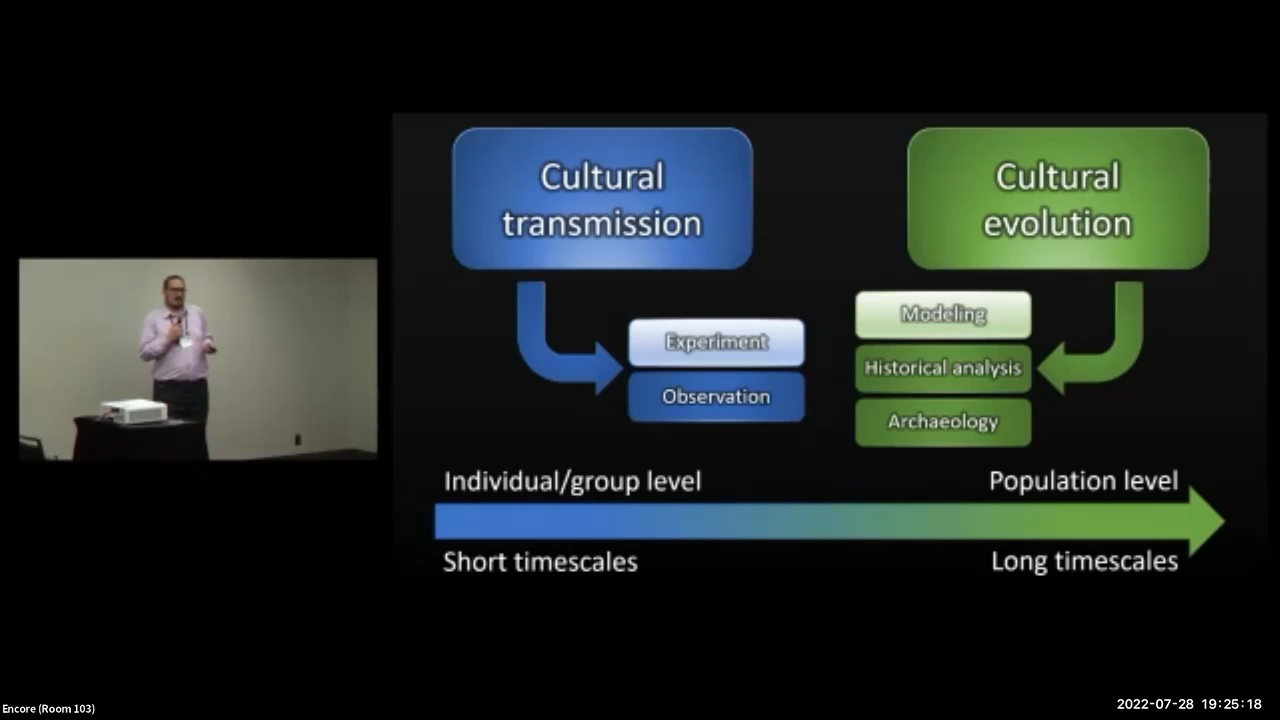 Cultural
transmission
Cultural
evolution
Experiment
Observation
Modeling
Historical analysis
Archaeology
Individual/group level
Population level
Short timescales
Long timescales
Encore (Room 103)
2022-07-28 19:25:18